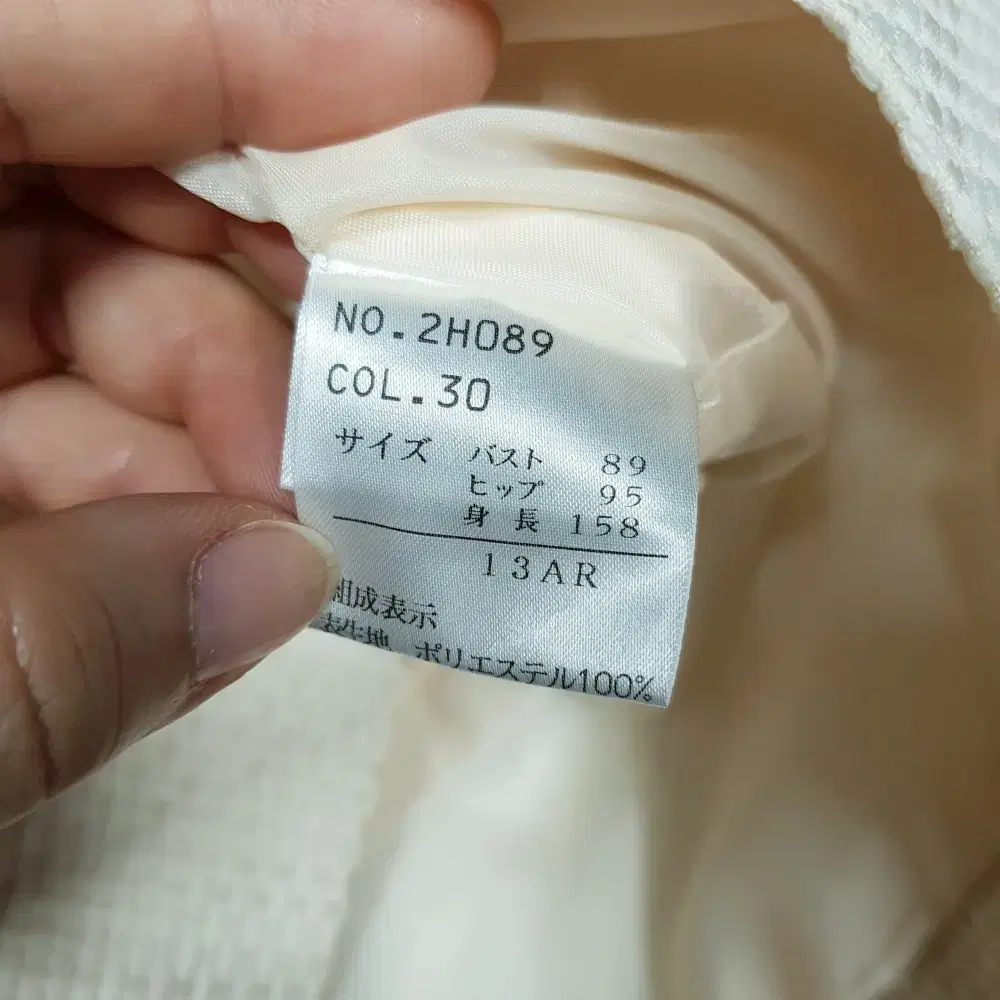 NO.2H089
COL.30
サイズ バスト 89
ヒップ 95
身長 158
13AR
組成表示
表生地 ポリエステル100%